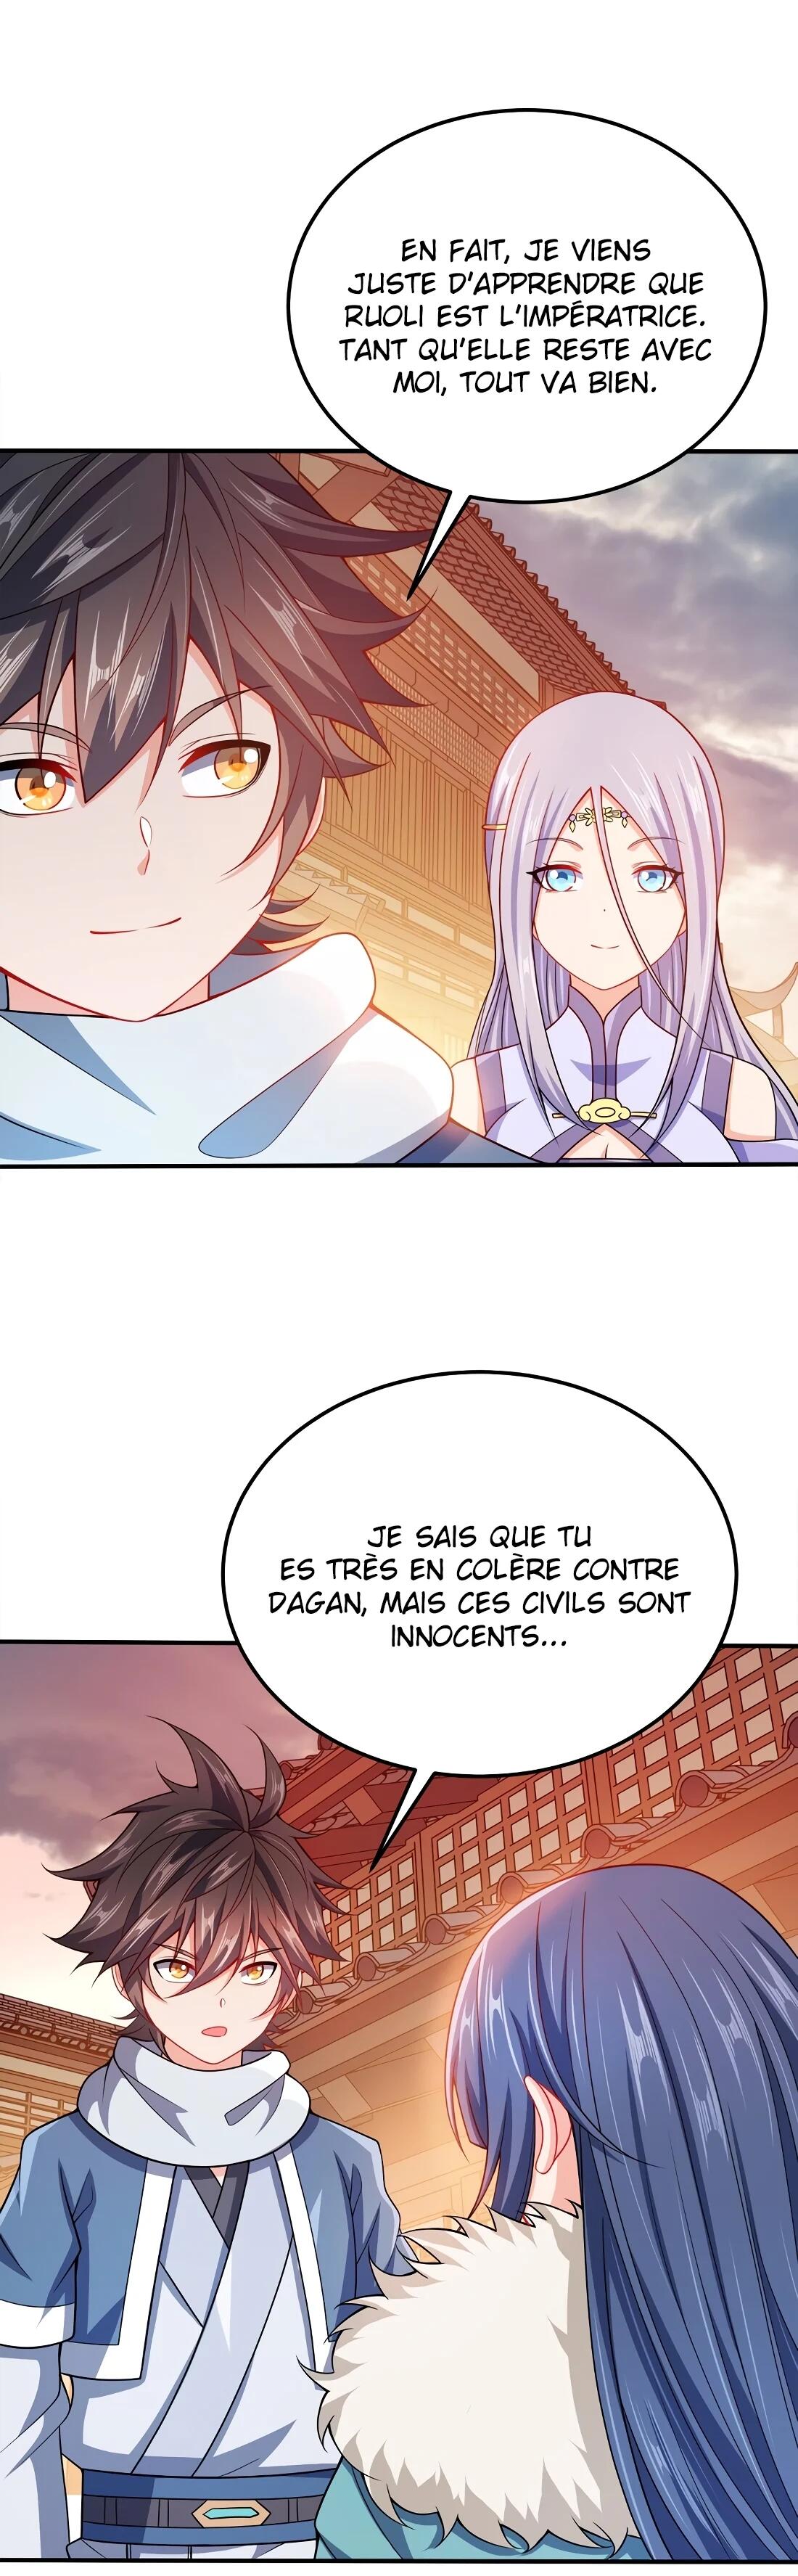 EN FAIT, JE VIENS
JUSTE D'APPRENDRE QUE
RUOLI EST L'IMPÉRATRICE.
TANT QU'ELLE RESTE AVEC
MOI, TOUT VA BIEN.
JE SAIS QUE TU
ES TRÈS EN COLÈRE CONTRE
DAGAN, MAIS CES CIVILS SONT
INNOCENTS...